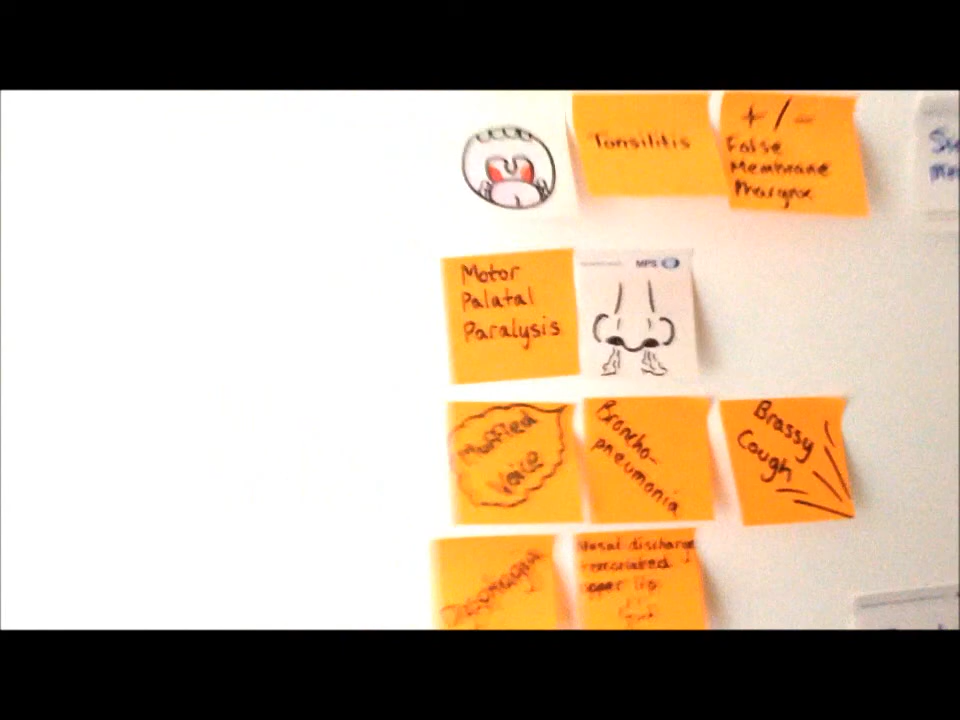 Tonsilitis
+/-
False
Membrane
Pharynx
Motor
Palatal
Paralysis
MPS
Muffled
Voice
Broncho-
pneumonia
Brassy
Cough
Nasal discharge